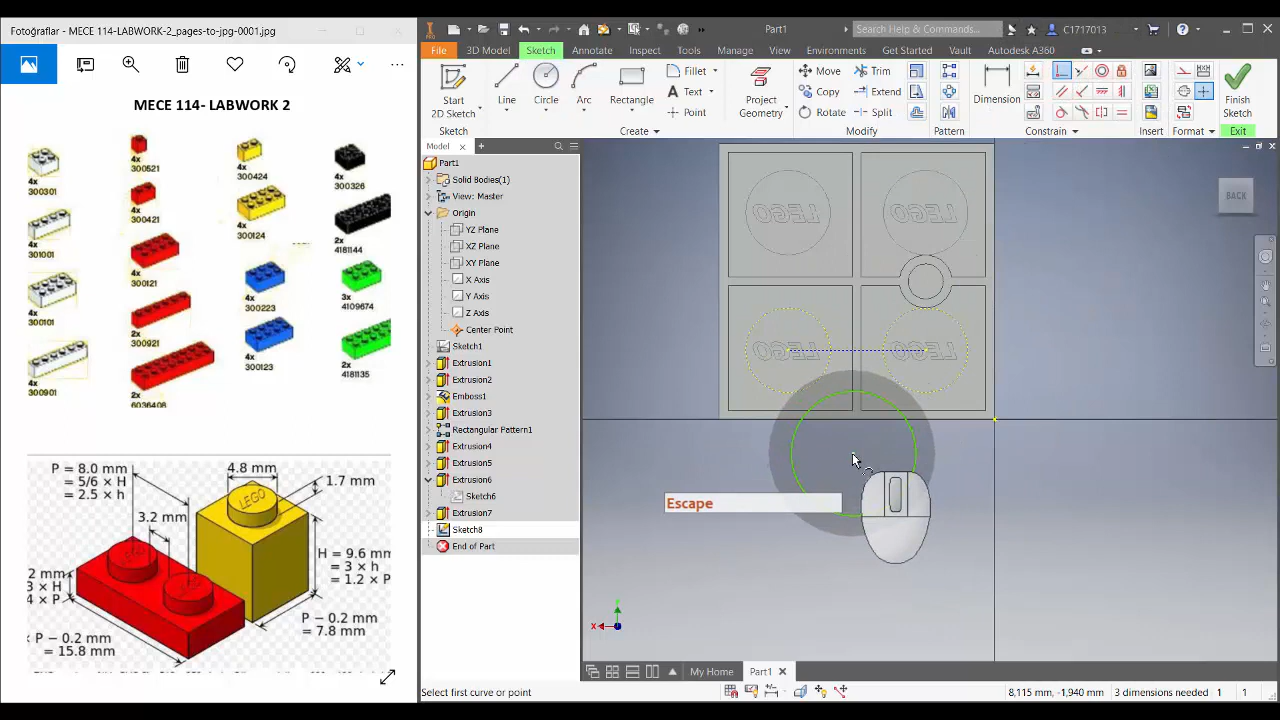 Fotoğraflar - MECE 114-LABWORK 2_pages-to-jpg-0001.jpg
MECE 114- LABWORK 2
4x
300301
4x
300521
4x
300424
4x
300326
4x
301001
4x
300421
4x
300124
2x
4181144
4x
300101
4x
300121
4x
300223
3x
4109674
4x
300901
2x
300921
4x
300123
2x
4181135
2x
6036408
P = 8.0 mm
= 5/6 × H
= 2.5 × h
4.8 mm
1.7 mm
3.2 mm
LEGO
H = 9.6 mm
= 3 × h
= 1.2 × P
2 mm
3 × H
4 × P
P − 0.2 mm
= 7.8 mm
× P − 0.2 mm
= 15.8 mm
PRO
Part1
Search Help & Commands...
C1717013
File
3D Model
Sketch
Annotate
Inspect
Tools
Manage
View
Environments
Get Started
Vault
Autodesk A360
Start
2D Sketch
Line
Circle
Arc
Rectangle
Fillet
Text
Point
Project
Geometry
Move
Copy
Rotate
Trim
Extend
Split
Dimension
Finish
Sketch
Sketch
Create
Modify
Pattern
Constrain
Insert
Format
Exit
Model
Part1
Solid Bodies(1)
View: Master
Origin
YZ Plane
XZ Plane
XY Plane
X Axis
Y Axis
Z Axis
Center Point
Sketch1
Extrusion1
Extrusion2
Emboss1
Extrusion3
Rectangular Pattern1
Extrusion4
Extrusion5
Extrusion6
Sketch6
Extrusion7
Sketch8
End of Part
LEGO
LEGO
LEGO
LEGO
BACK
Escape
Y
X
My Home
Part1
Select first curve or point
8,115 mm, -1,940 mm
3 dimensions needed
1
1